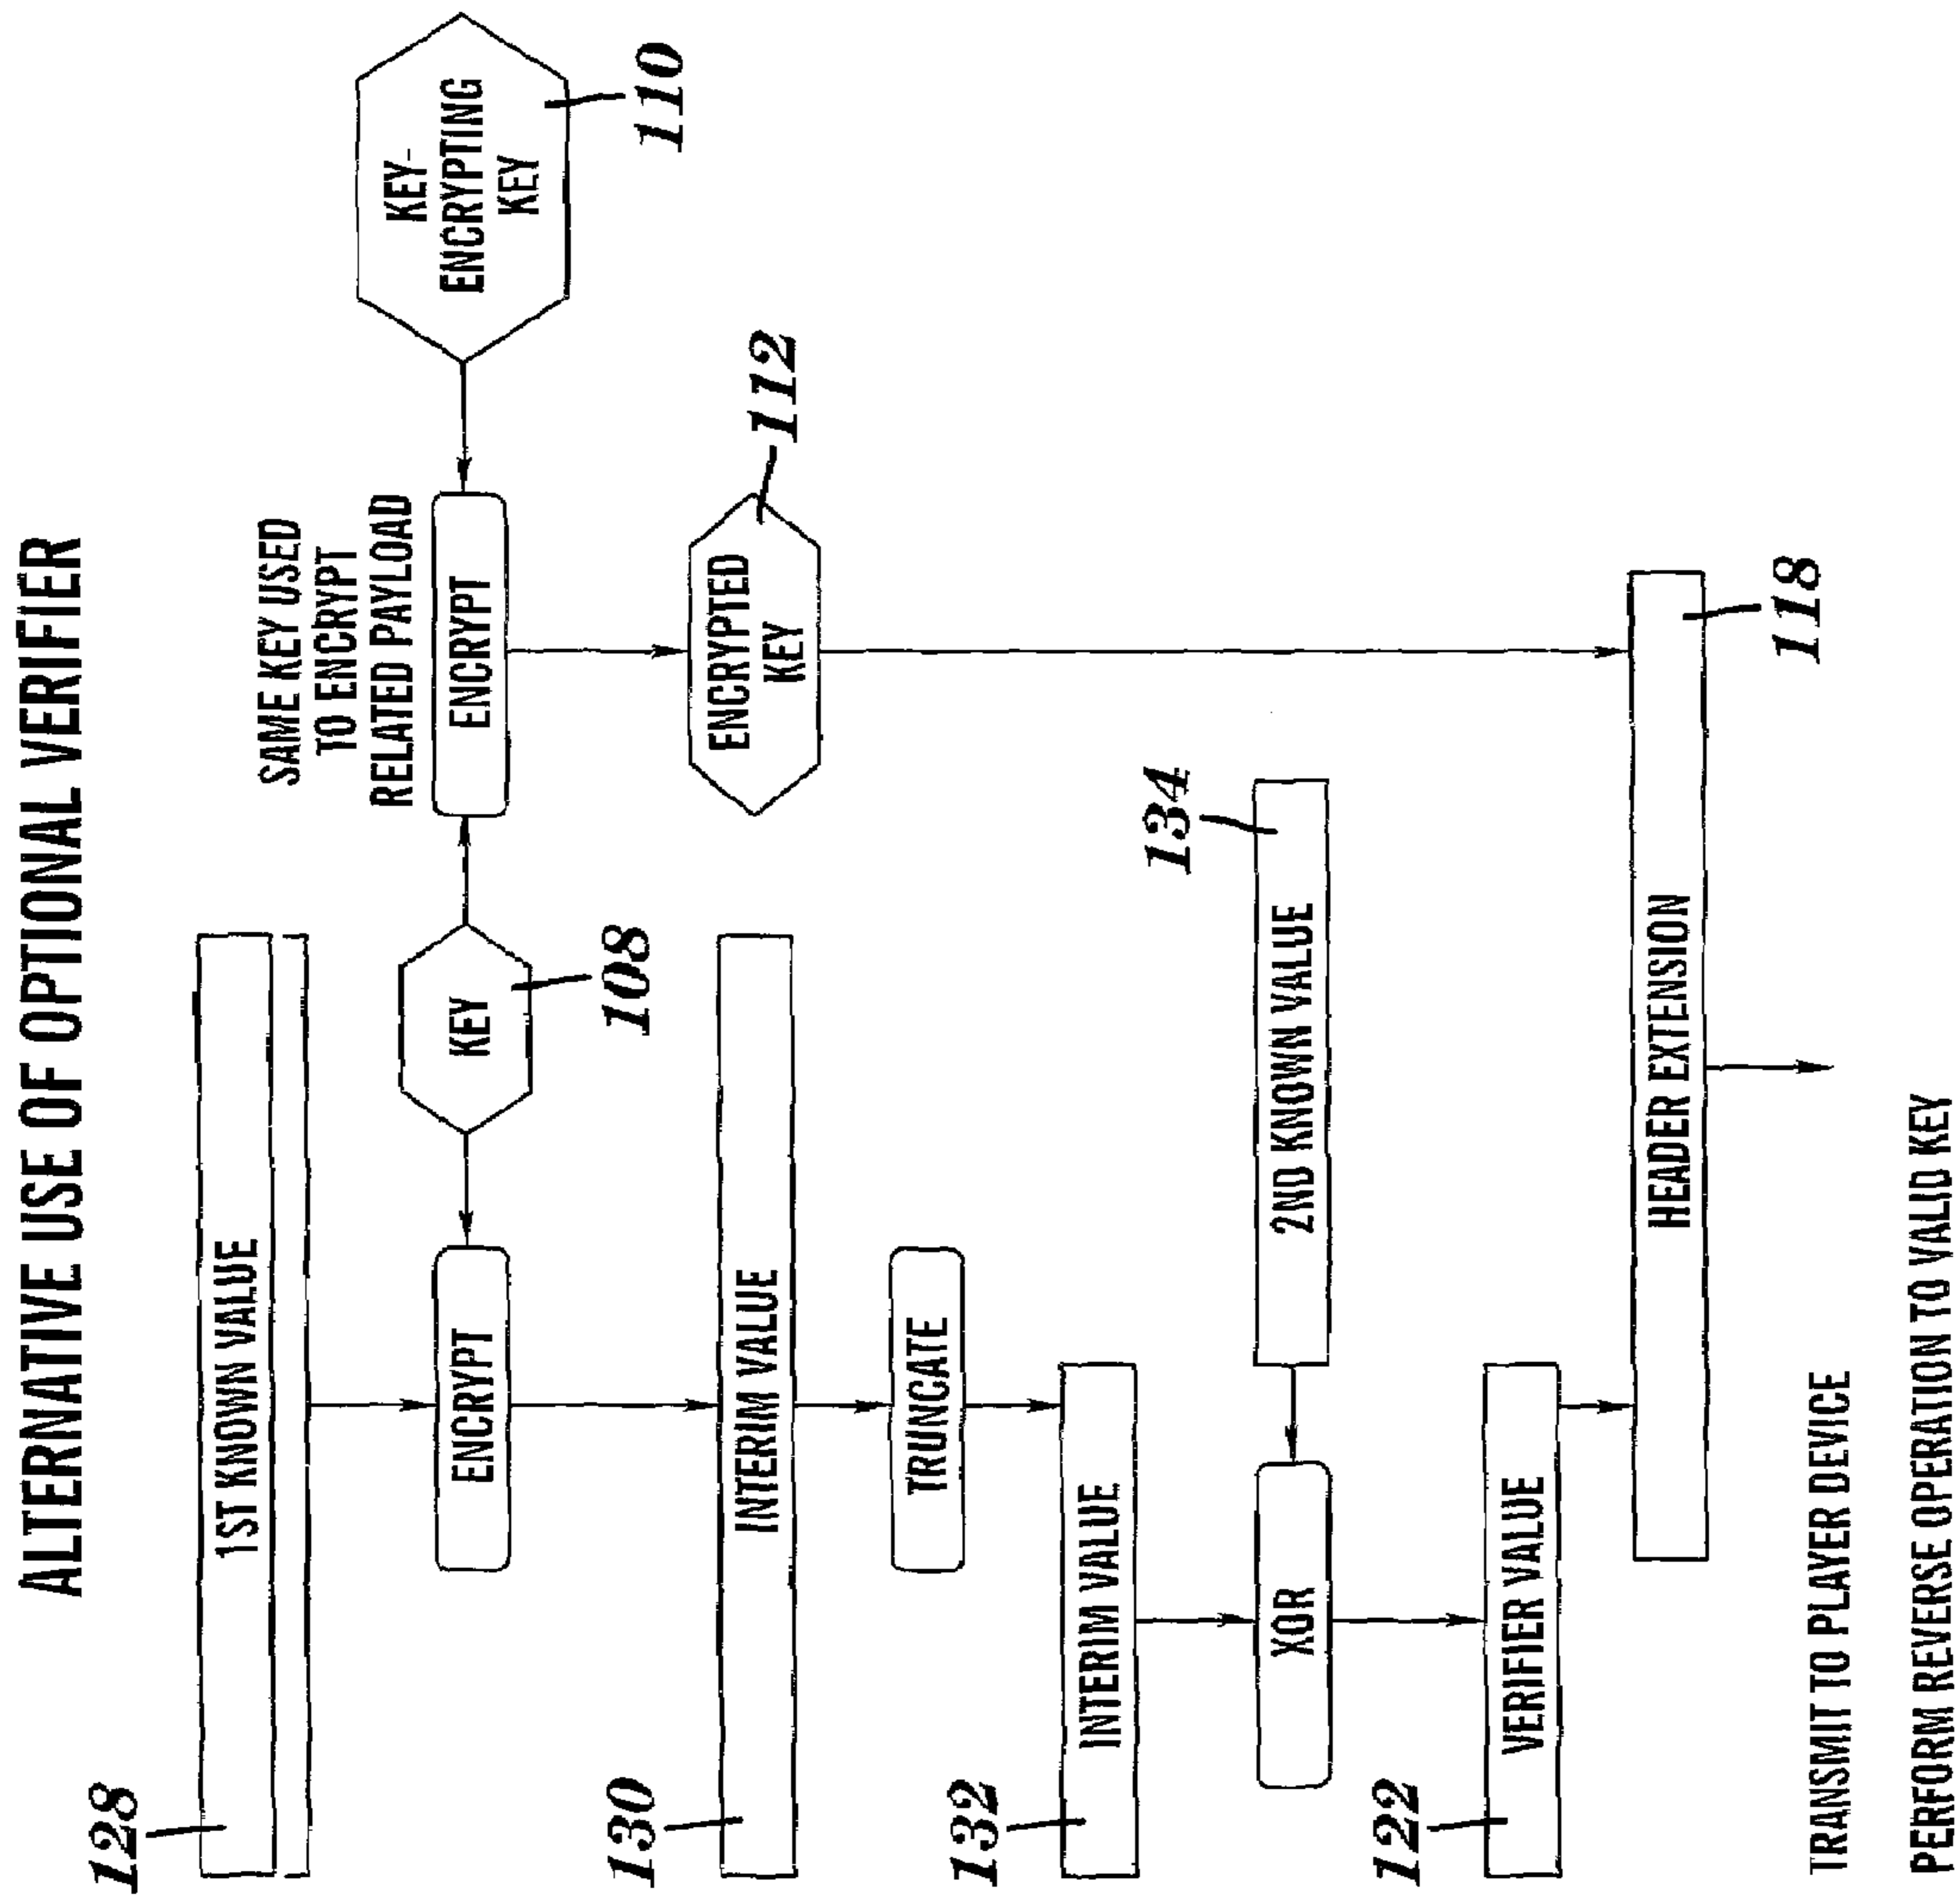 ALTERNATIVE USE OF OPTIONAL VERIFIER
128
1ST KNOWN VALUE
SAME KEY USED
TO ENCRYPT
RELATED PAYLOAD
ENCRYPT
KEY
108
ENCRYPT
KEY-
ENCRYPTING
KEY
110
130
INTERIM VALUE
ENCRYPTED
KEY
112
TRUNCATE
132
INTERIM VALUE
134
XOR
2ND KNOWN VALUE
122
VERIFIER VALUE
HEADER EXTENSION
118
TRANSMIT TO PLAYER DEVICE
PERFORM REVERSE OPERATION TO VALID KEY